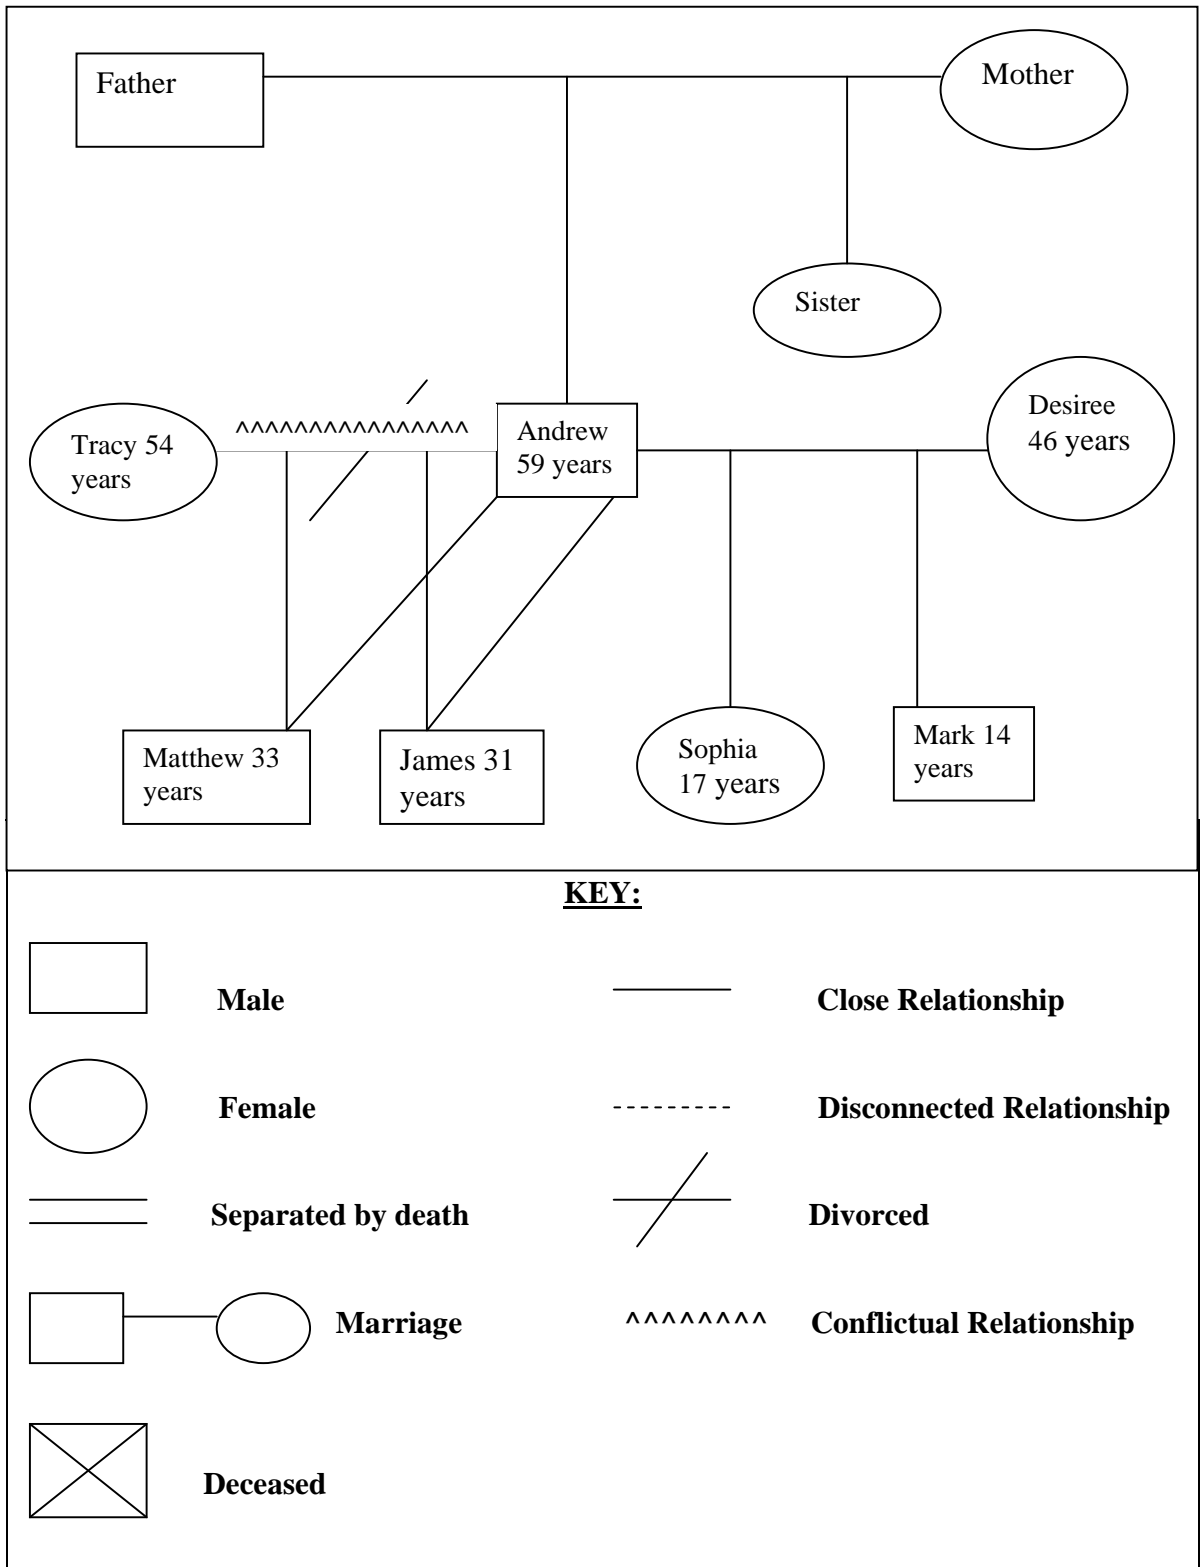 Father
Mother
Sister
Tracy 54
years
^^^^^^^^^^^^^^^^
Andrew
59 years
Desiree
46 years
Matthew 33
years
James 31
years
Sophia
17 years
Mark 14
years
KEY:
Male
Close Relationship
Female
Disconnected Relationship
Separated by death
Divorced
Marriage
^^^^^^^^
Conflictual Relationship
Deceased